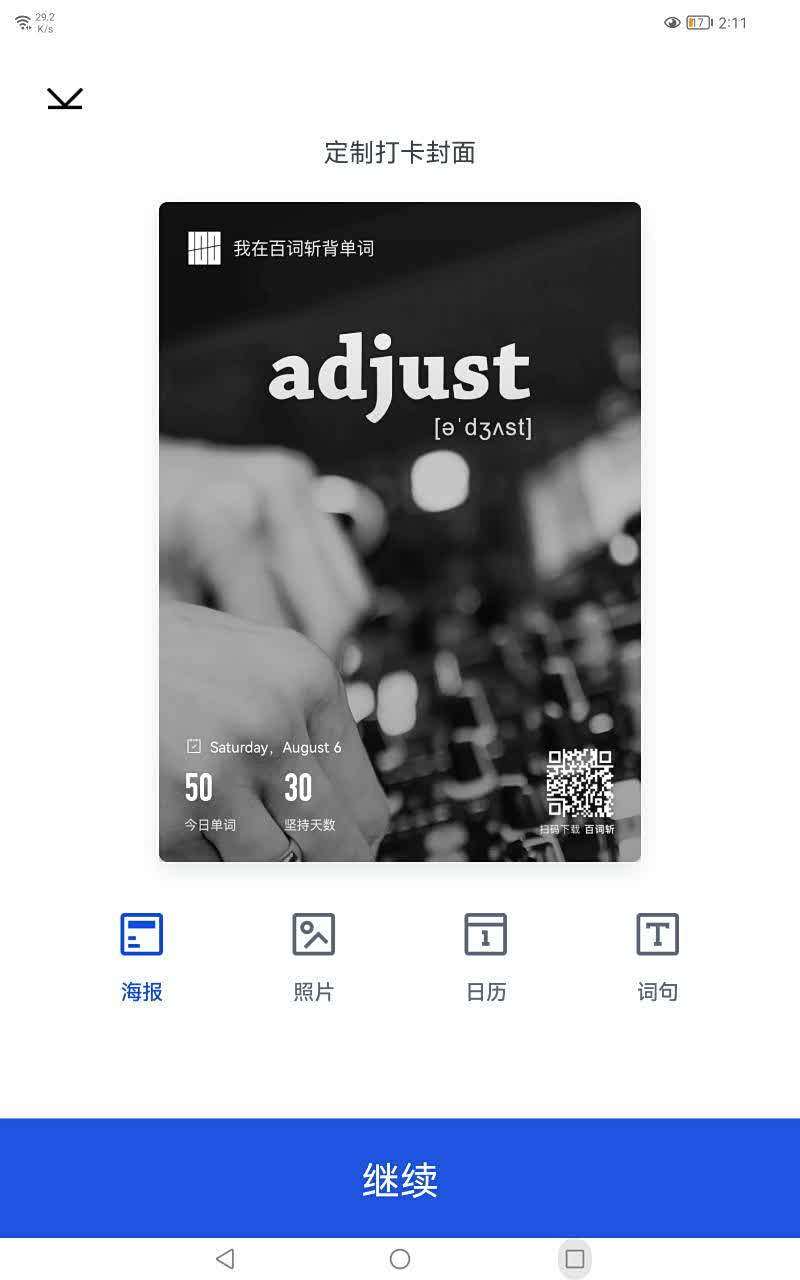 29.2
K/s
17
2:11
定制打卡封面
我在百词斩背单词
adjust
[əˈdʒʌst]
Saturday，August 6
50
30
今日单词
坚持天数
扫码下载 百词斩
海报
照片
1
日历
T
词句
继续